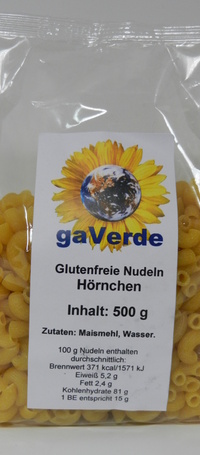 gaVerde
Glutenfreie Nudeln
Hörnchen
Inhalt: 500 g
Zutaten: Maismehl, Wasser.
100 g Nudeln enthalten
durchschnittlich:
Brennwert 371 kcal/1571 kJ
Eiweiß 5,2 g
Fett 2,4 g
Kohlenhydrate 81 g
1 BE entspricht 15 g